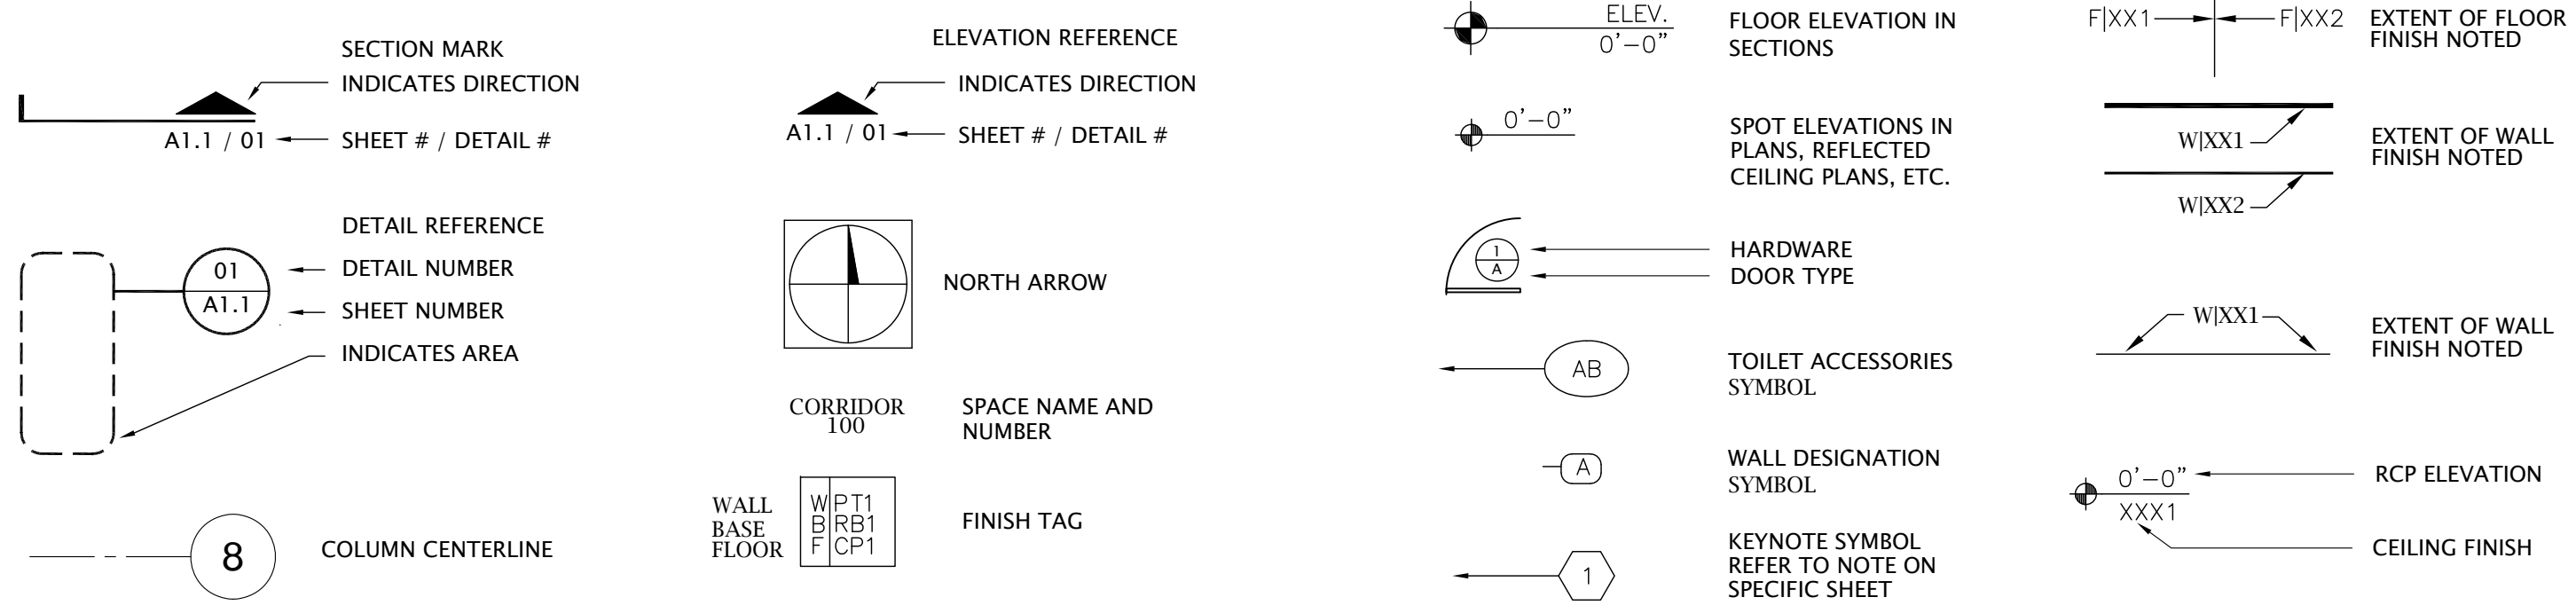 SECTION MARK
INDICATES DIRECTION
A1.1 / 01
SHEET # / DETAIL #
DETAIL REFERENCE
01
DETAIL NUMBER
A1.1
SHEET NUMBER
INDICATES AREA
8
COLUMN CENTERLINE
ELEVATION REFERENCE
INDICATES DIRECTION
A1.1 / 01
SHEET # / DETAIL #
NORTH ARROW
CORRIDOR
100
SPACE NAME AND
NUMBER
WALL W PT1
BASE B RB1
FLOOR F CP1
FINISH TAG
ELEV.
0'-0"
FLOOR ELEVATION IN
SECTIONS
0'-0"
SPOT ELEVATIONS IN
PLANS, REFLECTED
CEILING PLANS, ETC.
1
A
HARDWARE
DOOR TYPE
AB
TOILET ACCESSORIES
SYMBOL
A
WALL DESIGNATION
SYMBOL
1
KEYNOTE SYMBOL
REFER TO NOTE ON
SPECIFIC SHEET
F|XX1 F|XX2
EXTENT OF FLOOR
FINISH NOTED
W|XX1
W|XX2
EXTENT OF WALL
FINISH NOTED
W|XX1
EXTENT OF WALL
FINISH NOTED
0'-0"
XXX1
RCP ELEVATION
CEILING FINISH